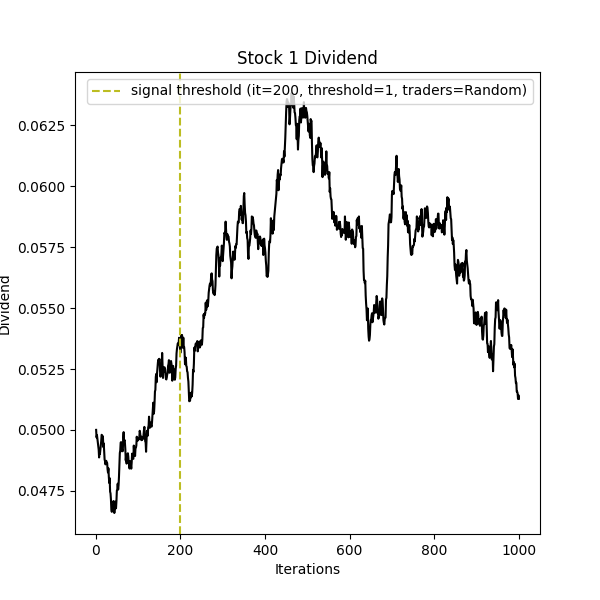 Stock 1 Dividend
signal threshold (it=200, threshold=1, traders=Random)
0.0625
0.0600
0.0575
0.0550
0.0525
0.0500
0.0475
Dividend
0 200 400 600 800 1000
Iterations